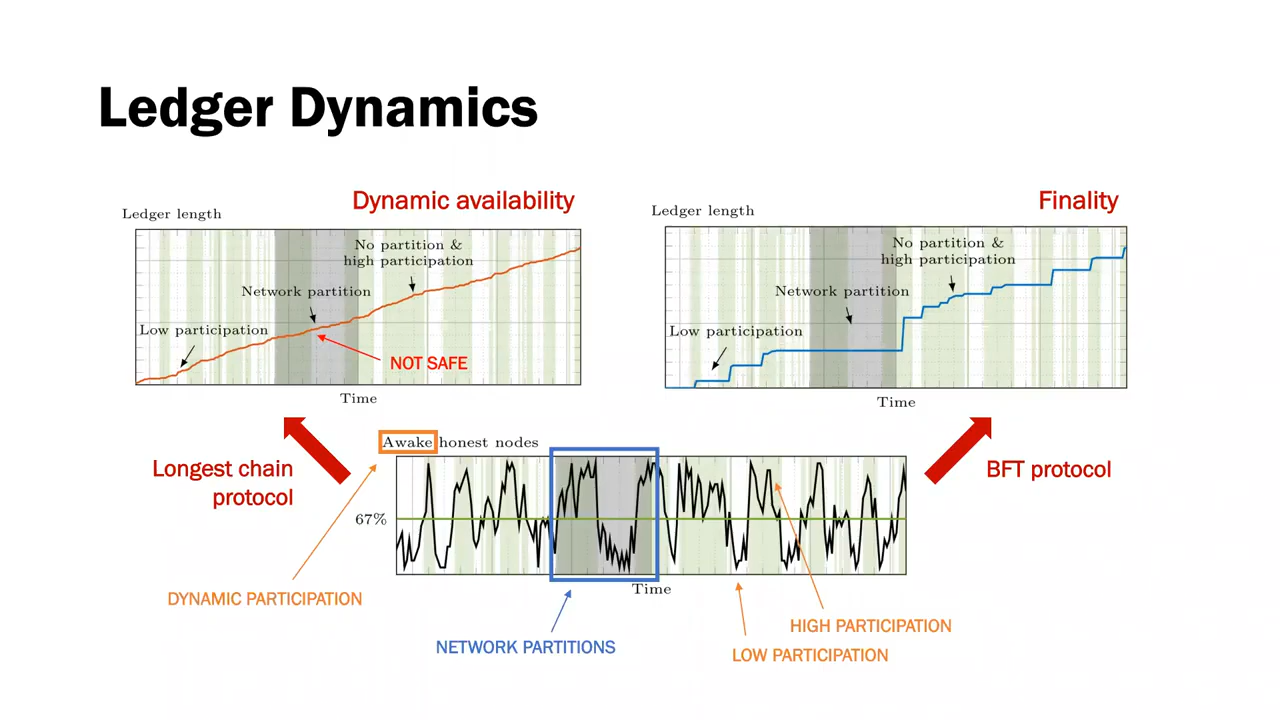 Ledger Dynamics
Dynamic availability
Ledger length
No partition &
high participation
Network partition
Low participation
NOT SAFE
Time
Finality
Ledger length
No partition &
high participation
Network partition
Low participation
Time
Longest chain
protocol
BFT protocol
Awake honest nodes
67%
Time
DYNAMIC PARTICIPATION
NETWORK PARTITIONS
HIGH PARTICIPATION
LOW PARTICIPATION